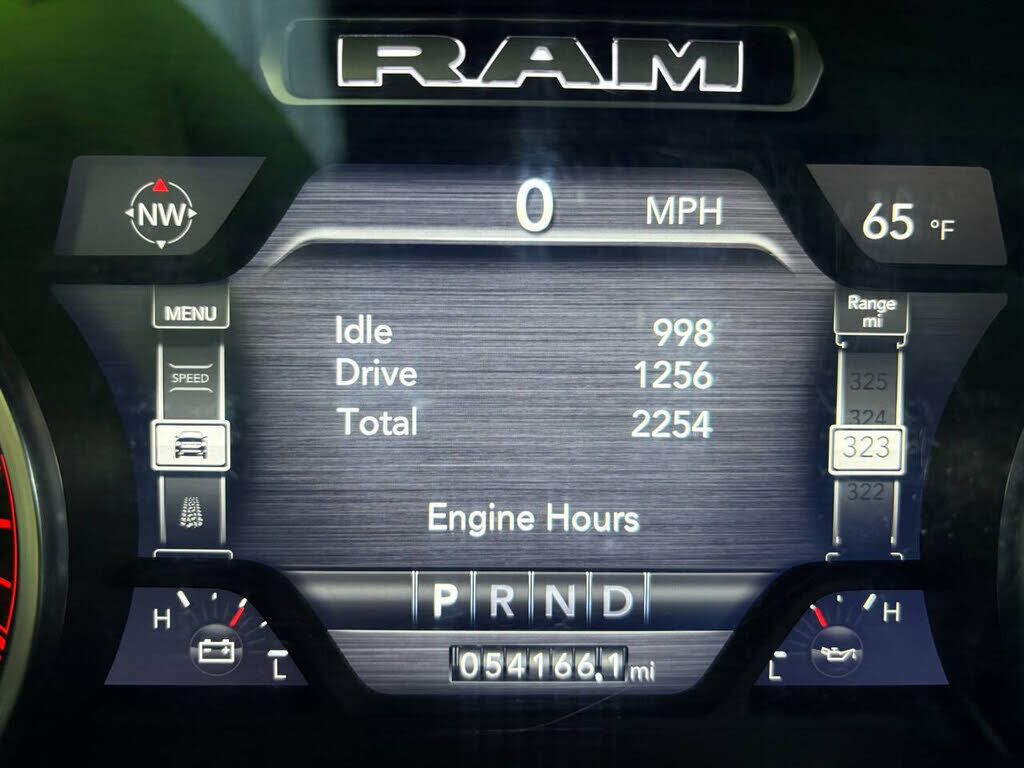 RAM
NW
0 MPH
65 °F
MENU
SPEED
Idle 998
Drive 1256
Total 2254
Engine Hours
Range
mi
325
324
323
322
P R N D
H
L
054166.1 mi
L
H